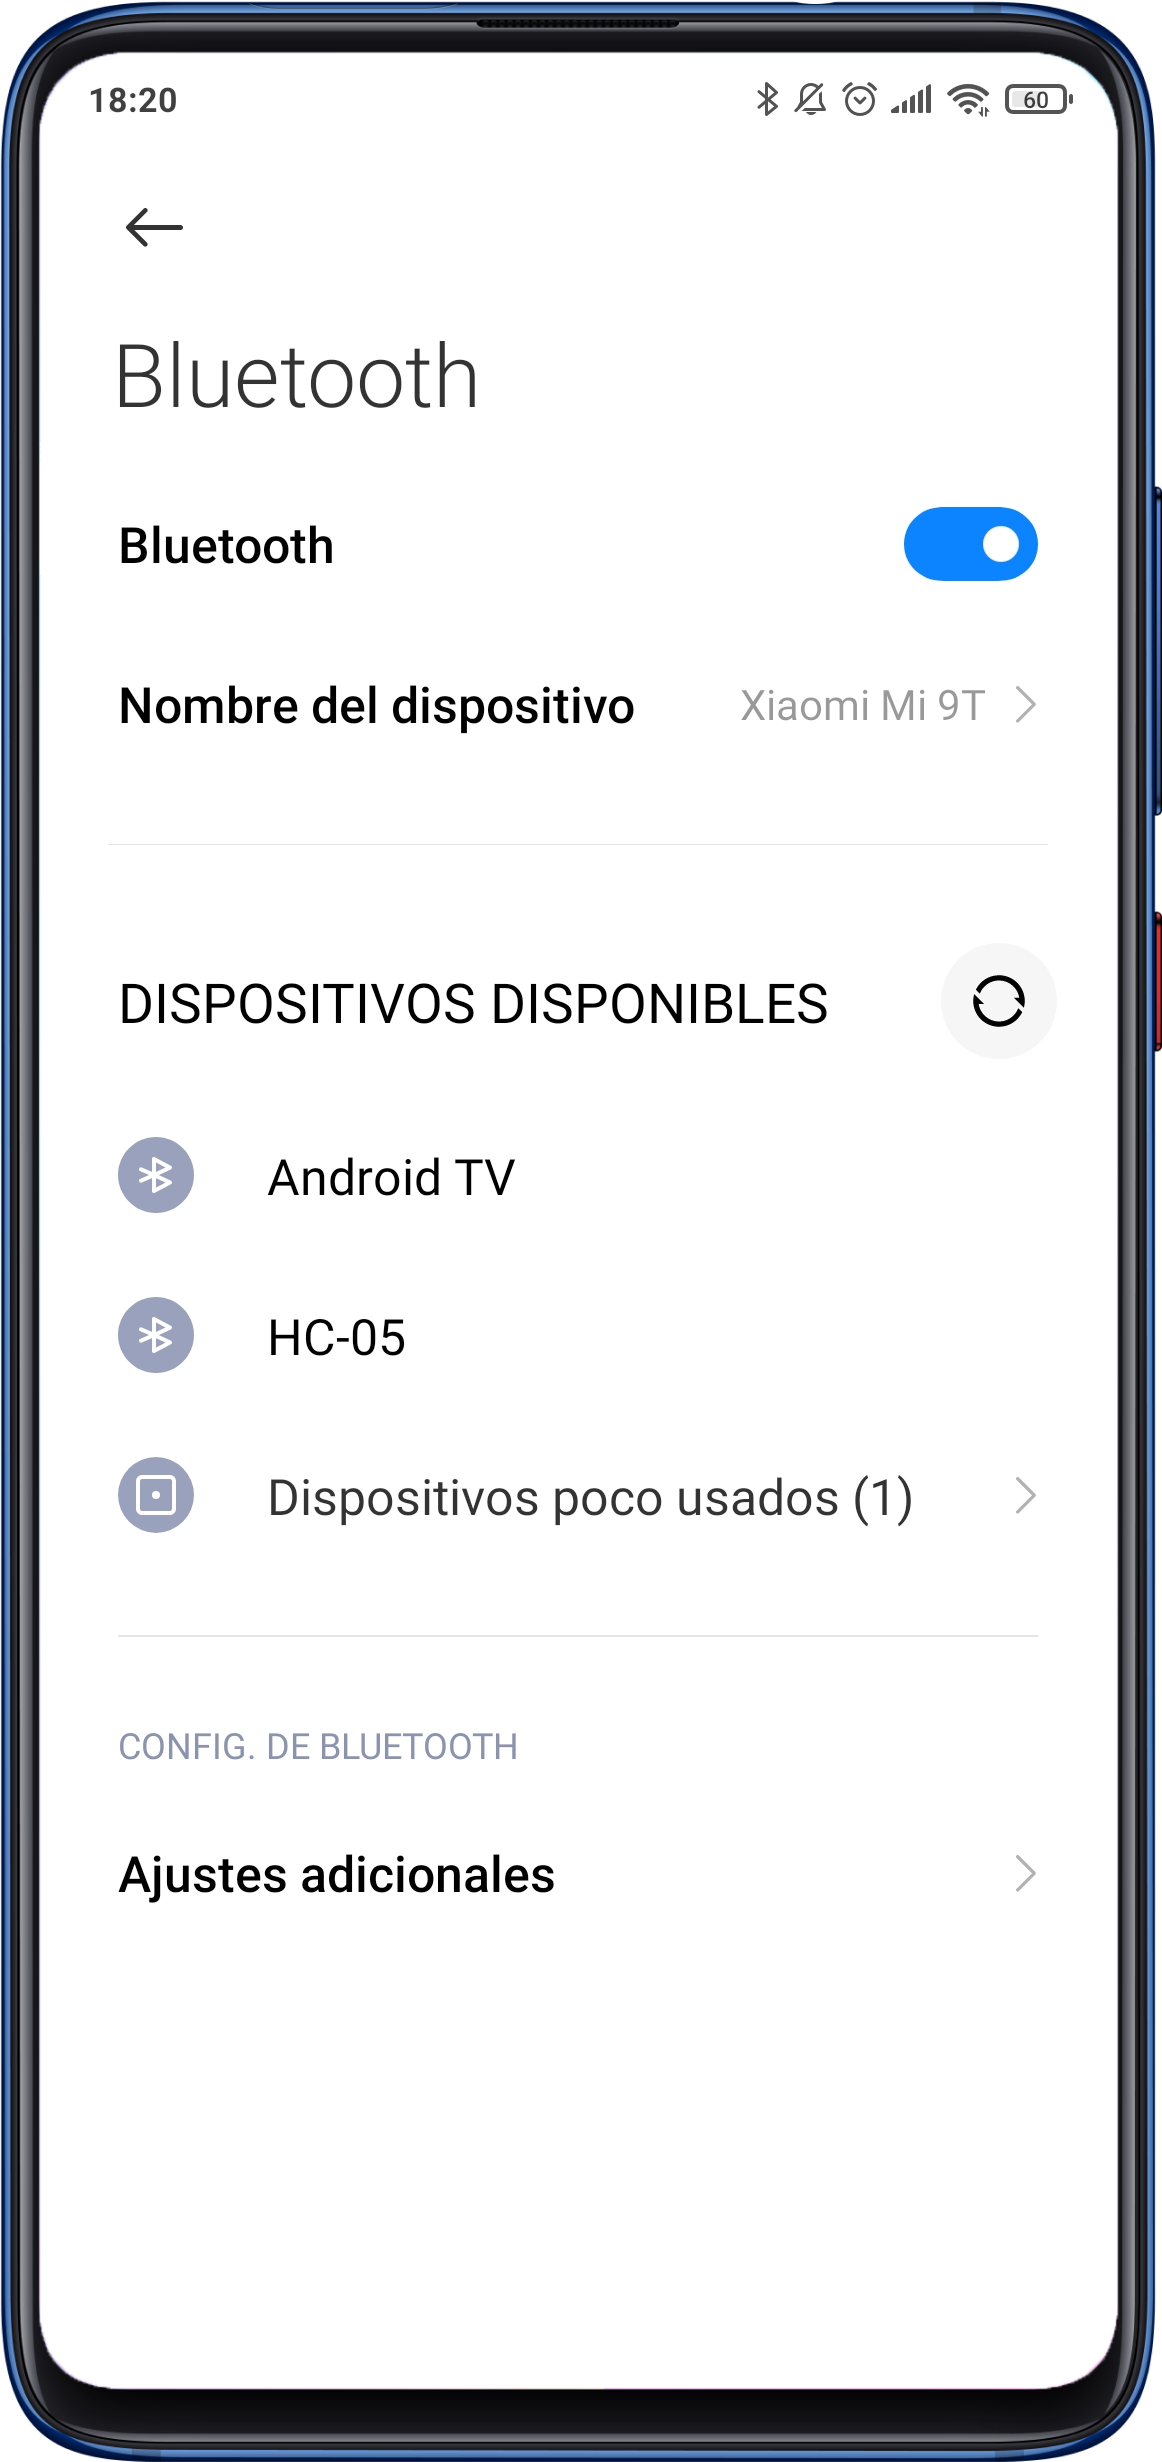 18:20
60
Bluetooth
Bluetooth
Nombre del dispositivo Xiaomi Mi 9T
DISPOSITIVOS DISPONIBLES
Android TV
HC-05
Dispositivos poco usados (1)
CONFIG. DE BLUETOOTH
Ajustes adicionales